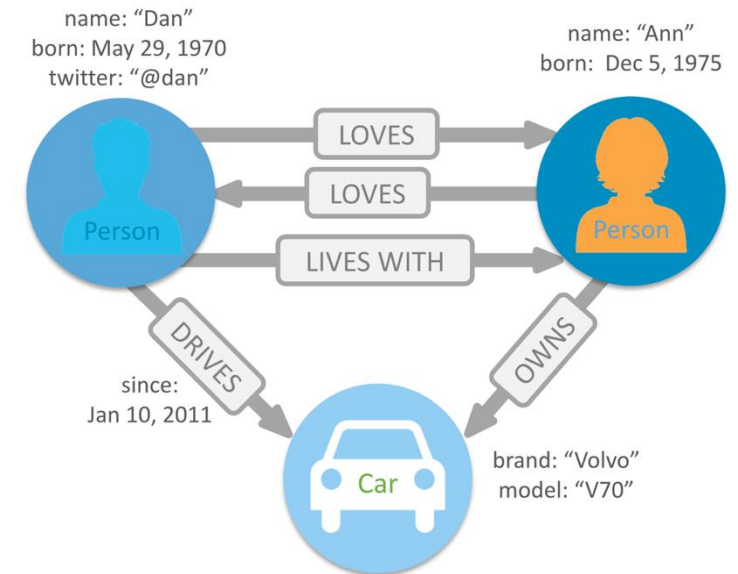 name: “Dan”
born: May 29, 1970
twitter: “@dan”
name: “Ann”
born: Dec 5, 1975
LOVES
LOVES
Person
Person
LIVES WITH
DRIVES
OWNS
since:
Jan 10, 2011
Car
brand: “Volvo”
model: “V70”